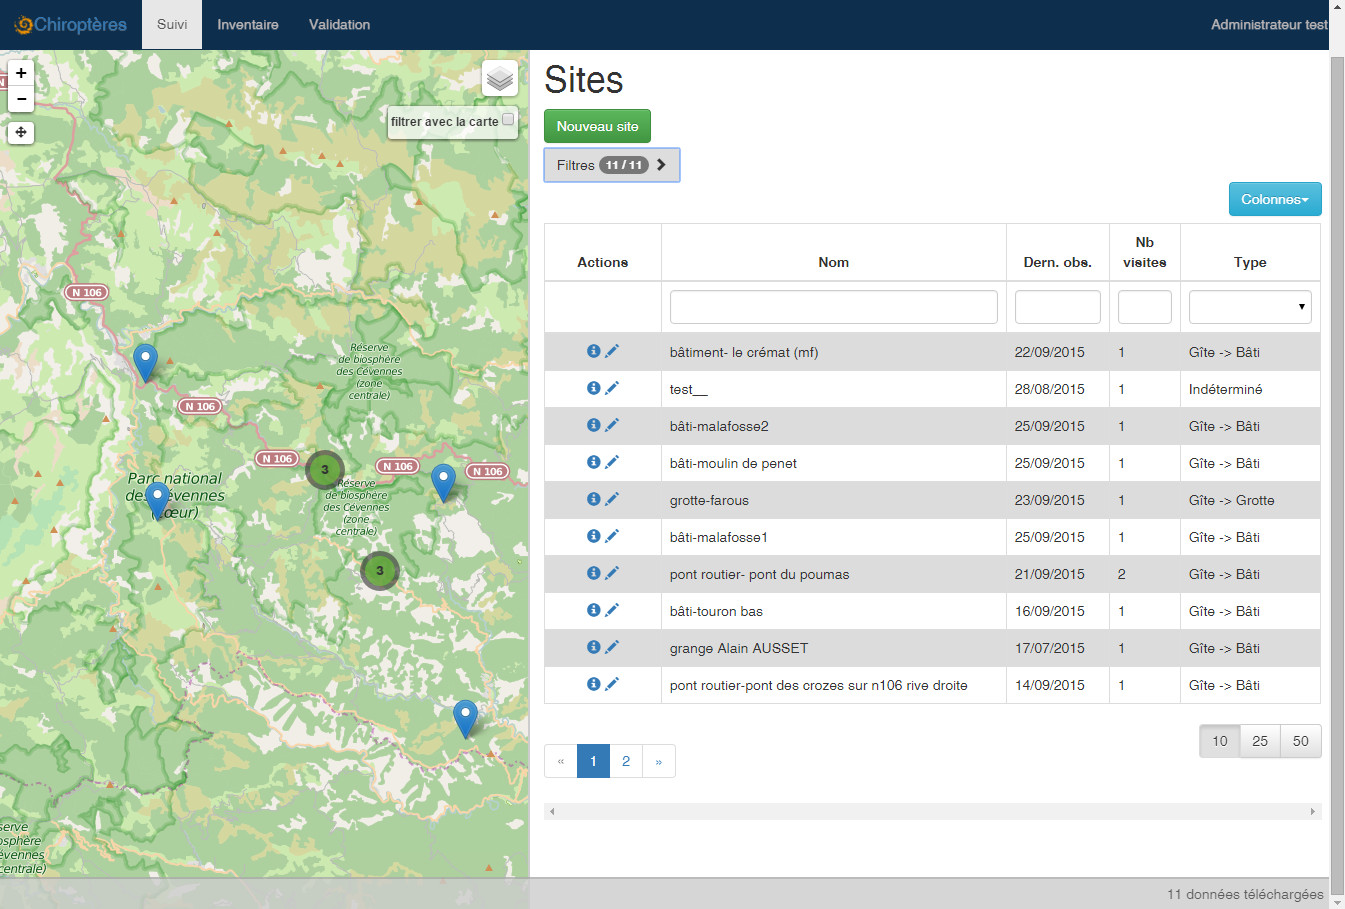 Chiroptères
Suivi
Inventaire
Validation
Administrateur test
+
−
filtrer avec la carte
N 106
Réserve
de biosphère
des Cévennes
(zone
centrale)
N 106
N 106
3
N 106
N 106
Parc national
des Cévennes
(cœur)
Réserve
de biosphère
des Cévennes
(zone
centrale)
3
serve
osphère
évennes
centrale)
Sites
Nouveau site
Filtres 11 / 11
Colonnes
Actions Nom Dern. obs. Nb visites Type
bâtiment- le crémat (mf) 22/09/2015 1 Gîte -> Bâti
test__ 28/08/2015 1 Indéterminé
bâti-malafosse2 25/09/2015 1 Gîte -> Bâti
bâti-moulin de penet 25/09/2015 1 Gîte -> Bâti
grotte-farous 23/09/2015 1 Gîte -> Grotte
bâti-malafosse1 25/09/2015 1 Gîte -> Bâti
pont routier- pont du poumas 21/09/2015 2 Gîte -> Bâti
bâti-touron bas 16/09/2015 1 Gîte -> Bâti
grange Alain AUSSET 17/07/2015 1 Gîte -> Bâti
pont routier-pont des crozes sur n106 rive droite 14/09/2015 1 Gîte -> Bâti
10 25 50
« 1 2 »
11 données téléchargées